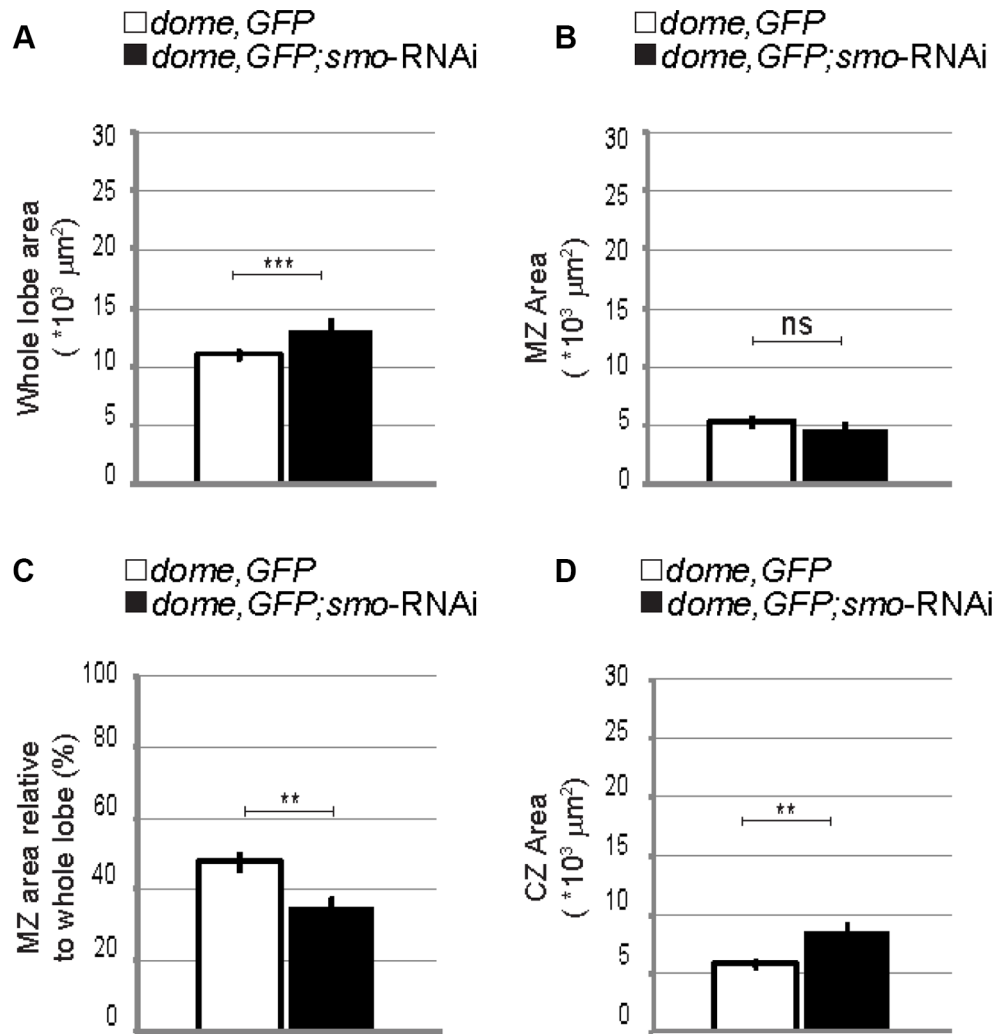 A
□ dome, GFP
■ dome, GFP; smo-RNAi
Whole lobe area
( *10³ µm²)
30
25
20
15
10
5
0
***
B
□ dome, GFP
■ dome, GFP; smo-RNAi
MZ Area
( *10³ µm²)
30
25
20
15
10
5
0
ns
C
□ dome, GFP
■ dome, GFP; smo-RNAi
MZ area relative
to whole lobe (%)
100
80
60
40
20
0
**
D
□ dome, GFP
■ dome, GFP; smo-RNAi
CZ Area
( *10³ µm²)
30
25
20
15
10
5
0
**